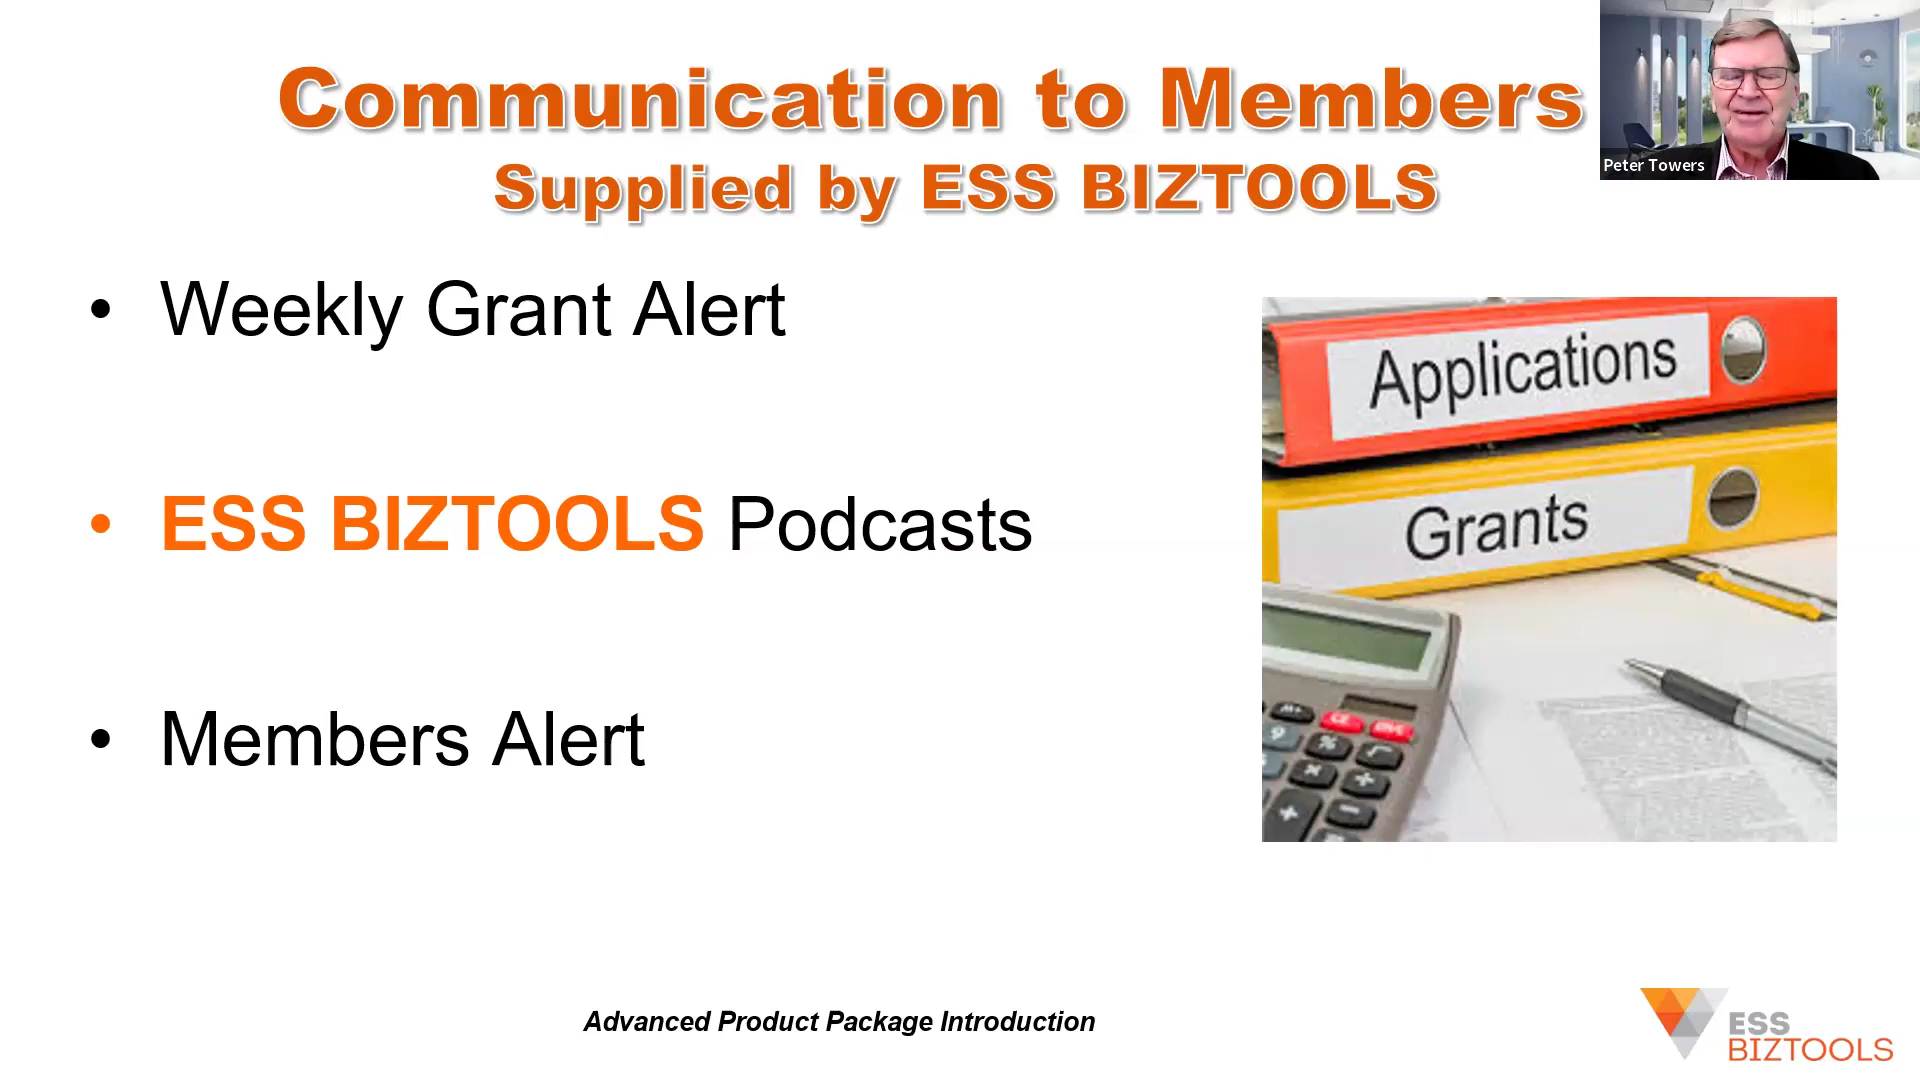 Communication to Members
Supplied by ESS BIZTOOLS
Peter Towers
• Weekly Grant Alert
• ESS BIZTOOLS Podcasts
• Members Alert
Applications
Grants
Advanced Product Package Introduction
ESS
BIZTOOLS